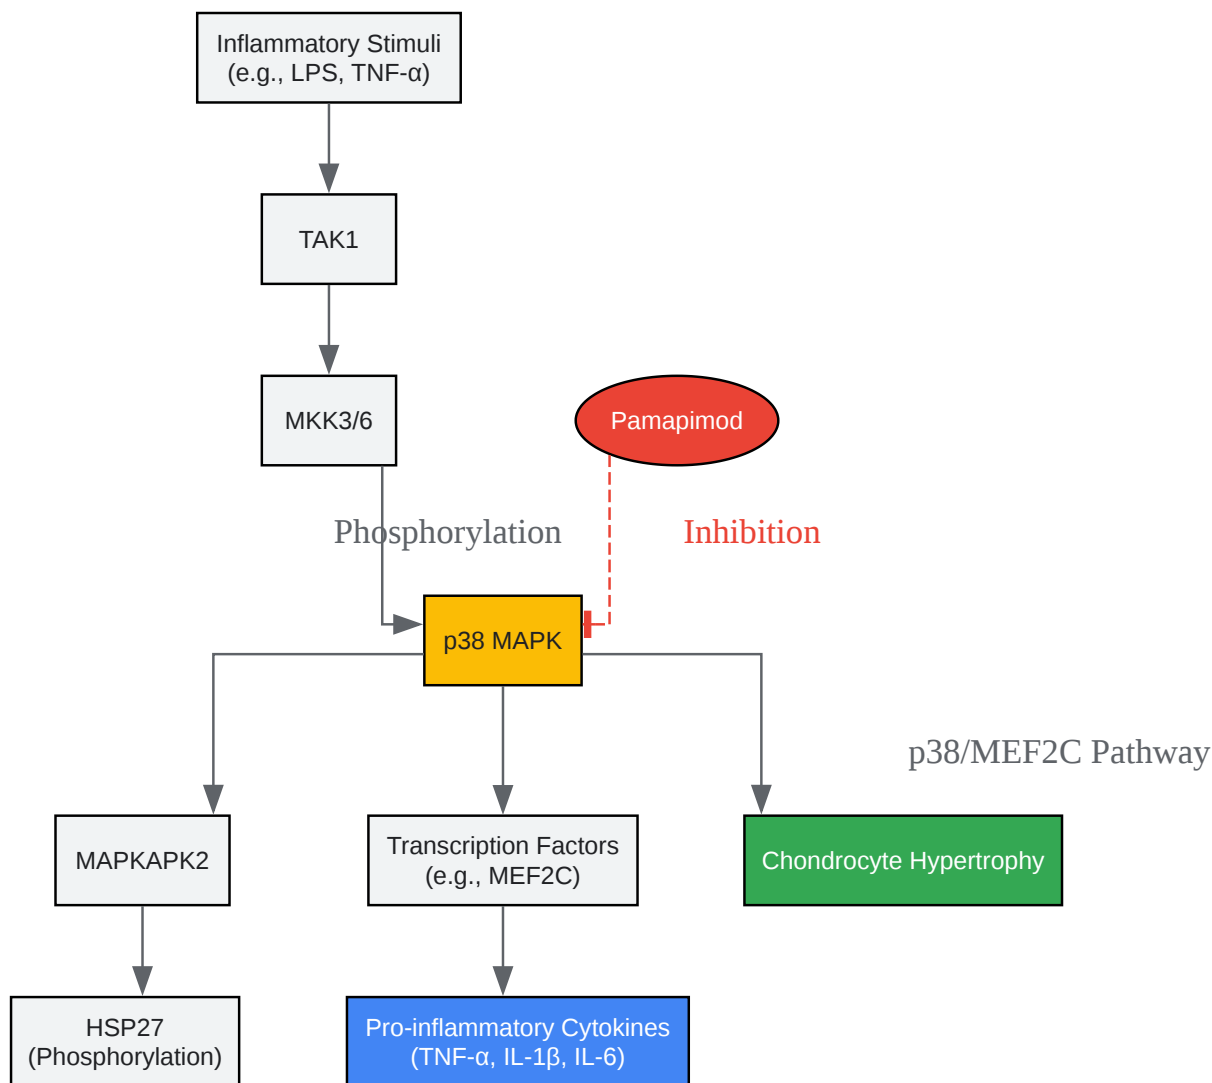 Inflammatory Stimuli
(e.g., LPS, TNF-α)
TAK1
MKK3/6
Pamapimod
Phosphorylation
Inhibition
p38 MAPK
p38/MEF2C Pathway
MAPKAPK2
Transcription Factors
(e.g., MEF2C)
Chondrocyte Hypertrophy
HSP27
(Phosphorylation)
Pro-inflammatory Cytokines
(TNF-α, IL-1β, IL-6)